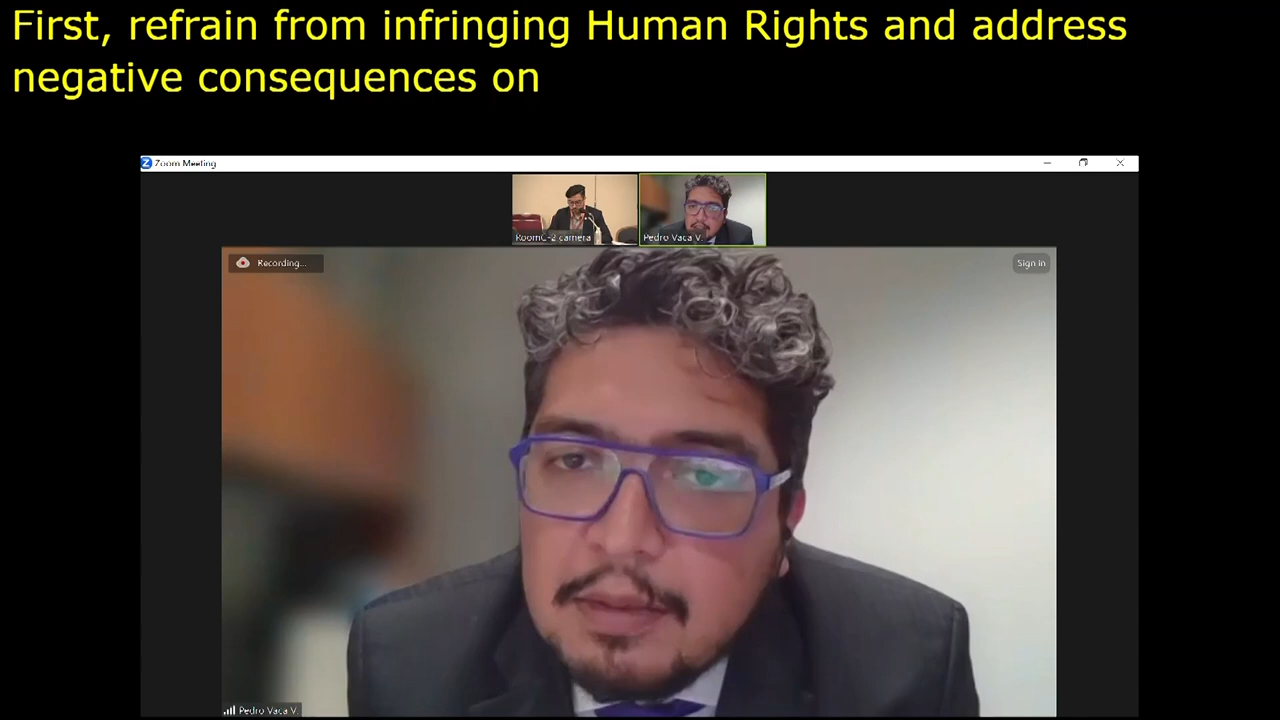 First, refrain from infringing Human Rights and address
negative consequences on
Zoom Meeting
RoomC-2 camera
Pedro Vaca V.
Recording...
Sign in
Pedro Vaca V.